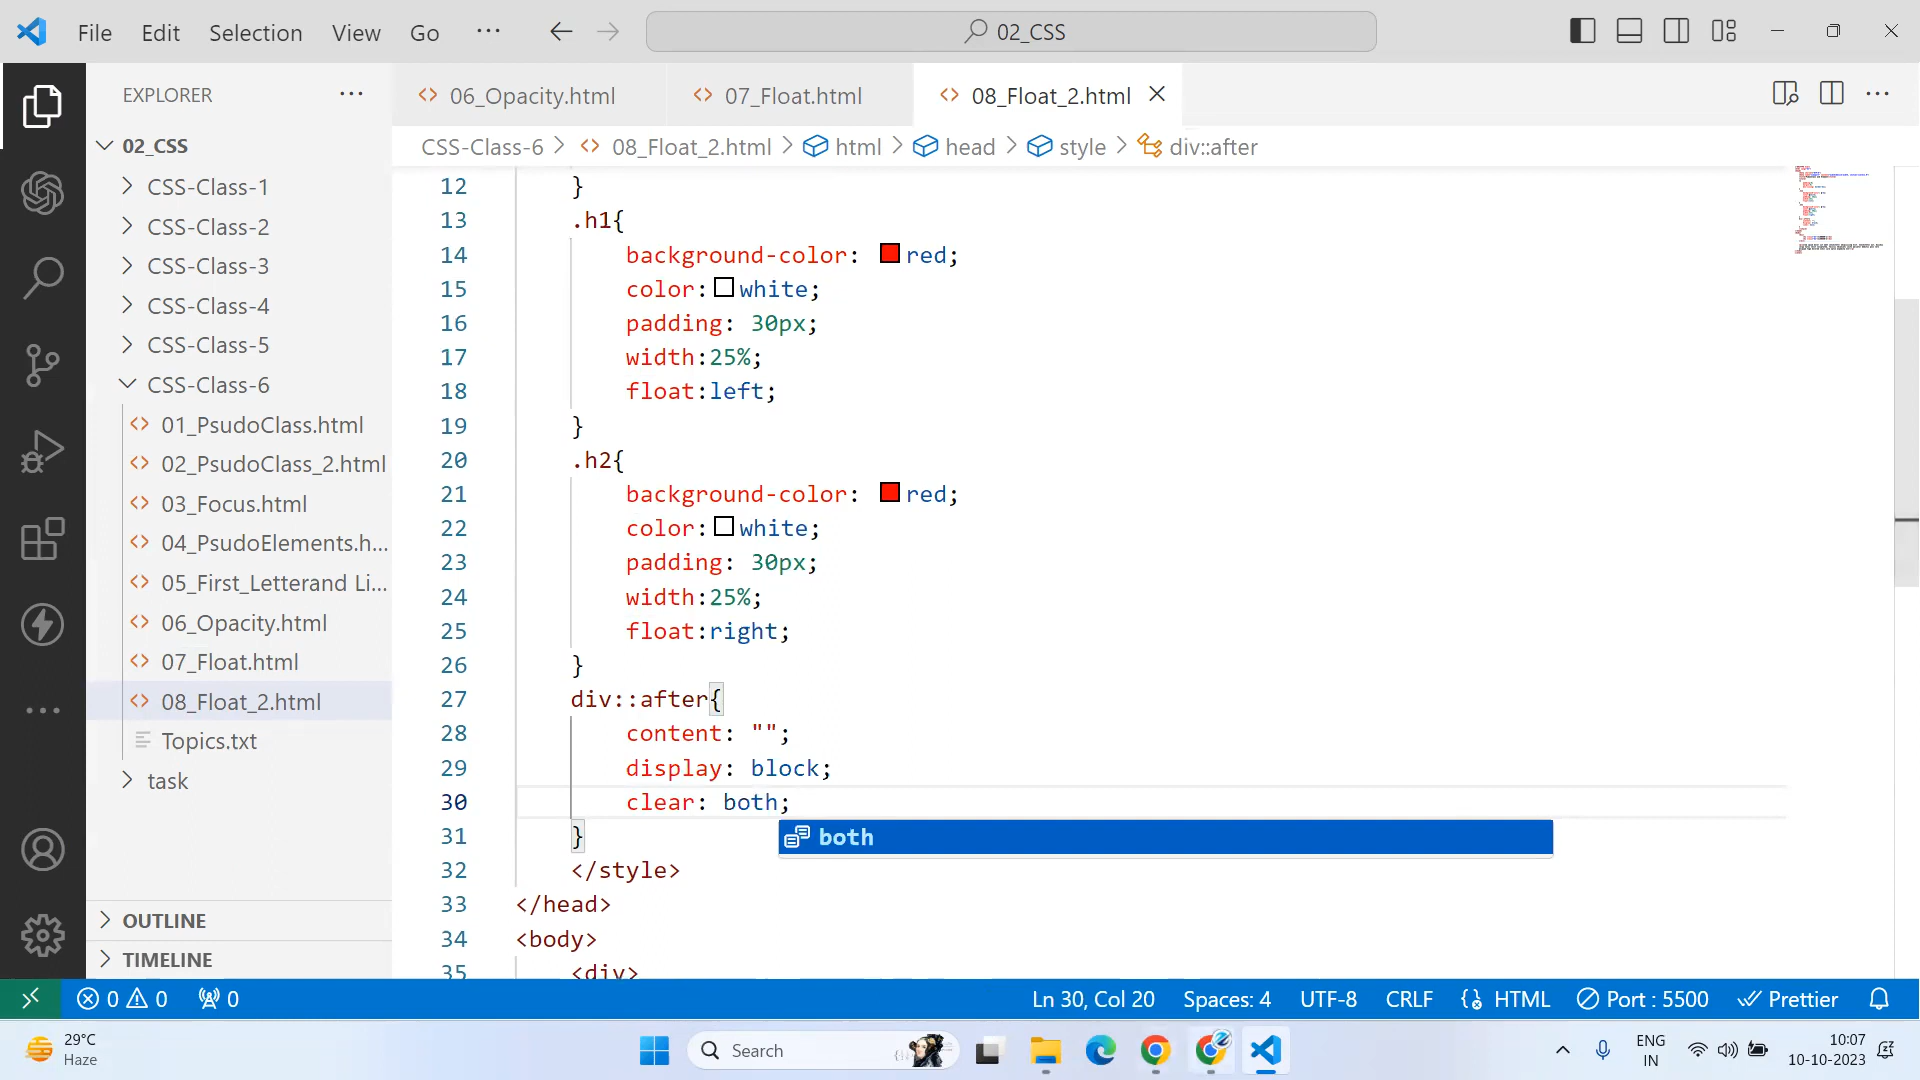 File Edit Selection View Go ··· 02_CSS
EXPLORER ···
02_CSS
CSS-Class-1
CSS-Class-2
CSS-Class-3
CSS-Class-4
CSS-Class-5
CSS-Class-6
01_PsudoClass.html
02_PsudoClass_2.html
03_Focus.html
04_PsudoElements.h...
05_First_Letterand Li...
06_Opacity.html
07_Float.html
08_Float_2.html
Topics.txt
task
OUTLINE
TIMELINE
06_Opacity.html 07_Float.html 08_Float_2.html
CSS-Class-6 > 08_Float_2.html > html > head > style > div::after
12 }
13 .h1{
14 background-color: red;
15 color: white;
16 padding: 30px;
17 width:25%;
18 float:left;
19 }
20 .h2{
21 background-color: red;
22 color: white;
23 padding: 30px;
24 width:25%;
25 float:right;
26 }
27 div::after{
28 content: "";
29 display: block;
30 clear: both;
both
31 }
32 </style>
33 </head>
34 <body>
35 <div>
0 0 0 Ln 30, Col 20 Spaces: 4 UTF-8 CRLF HTML Port : 5500 Prettier
29°C
Haze
Search
ENG
IN
10:07
10-10-2023